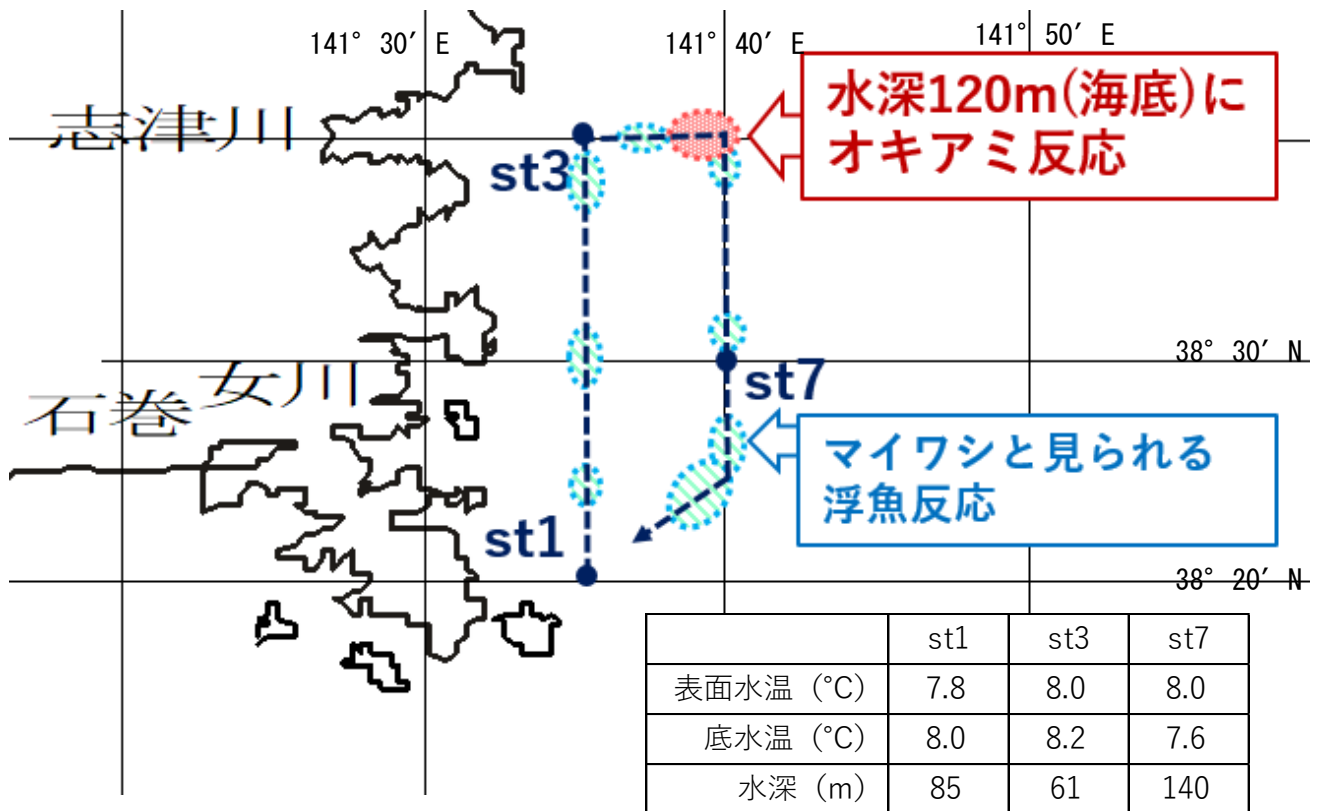 141° 30′ E
141° 40′ E
141° 50′ E
水深120m(海底)に
オキアミ反応
志津川
st3
38° 30′ N
女川
st7
石巻
マイワシと見られる
浮魚反応
st1
38° 20′ N
st1 st3 st7
表面水温（℃） 7.8 8.0 8.0
底水温（℃） 8.0 8.2 7.6
水深（m） 85 61 140